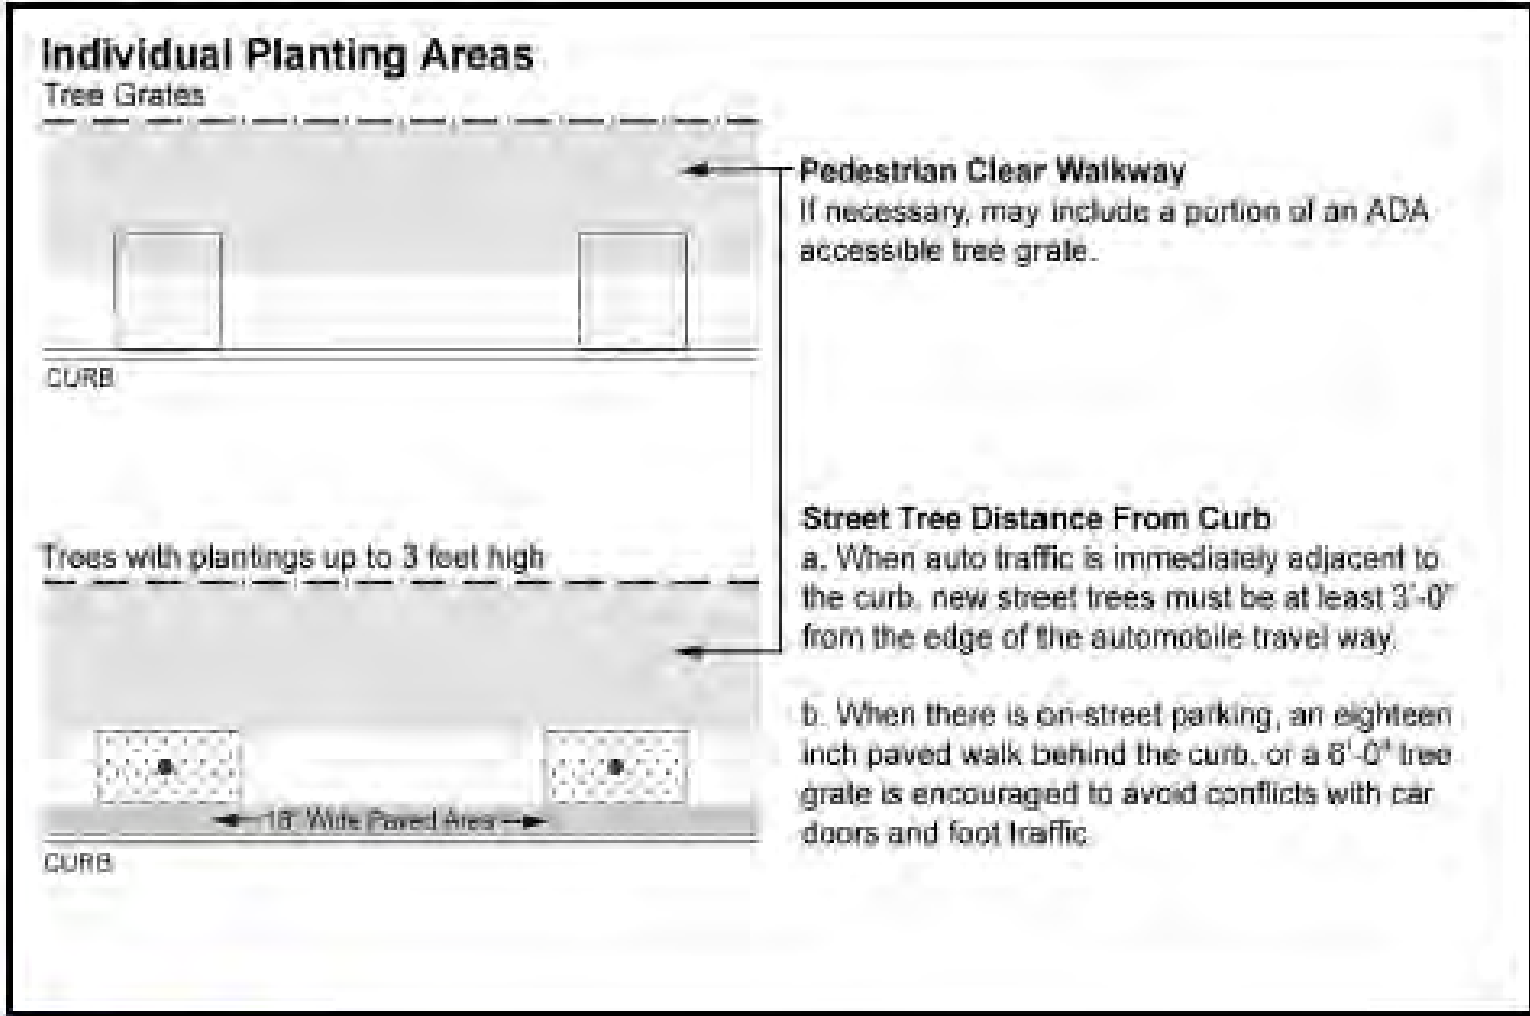 Individual Planting Areas
Tree Grates
Pedestrian Clear Walkway
If necessary, may include a portion of an ADA
accessible tree grate.
CURB
Street Tree Distance From Curb
a. When auto traffic is immediately adjacent to
the curb, new street trees must be at least 3'-0"
from the edge of the automobile travel way.
Trees with plantings up to 3 feet high
b. When there is on-street parking, an eighteen
inch paved walk behind the curb, or a 6'-0" tree
grate is encouraged to avoid conflicts with car
doors and foot traffic.
18" Wide Paved Area
CURB